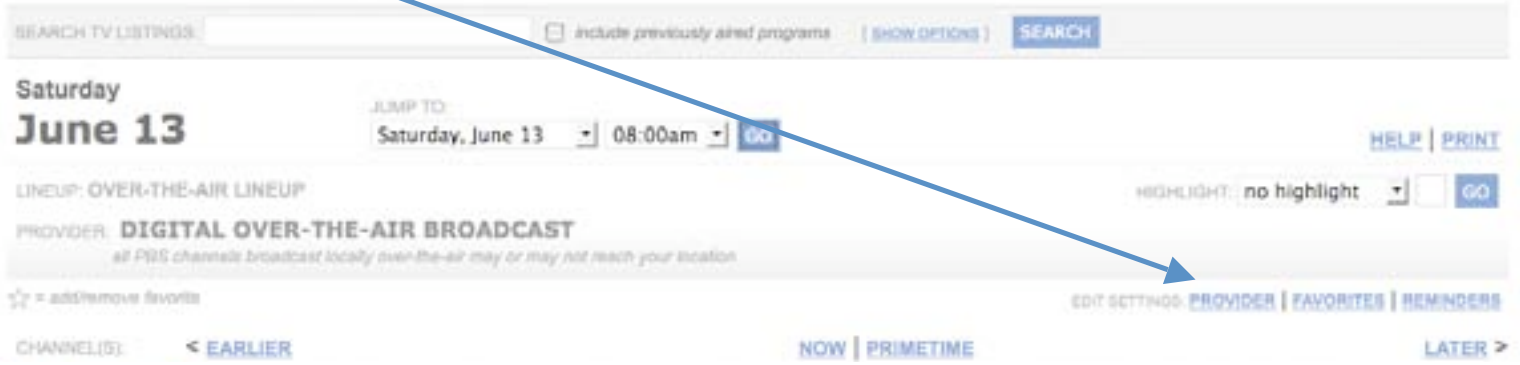 SEARCH TV LISTINGS: include previously aired programs [ SHOW OPTIONS ] SEARCH
Saturday
June 13
JUMP TO:
Saturday, June 13 08:00am GO
HELP | PRINT
LINEUP: OVER-THE-AIR LINEUP
HIGHLIGHT: no highlight GO
PROVIDER: DIGITAL OVER-THE-AIR BROADCAST
all PBS channels broadcast locally over-the-air may or may not reach your location
☆ = add/remove favorite
EDIT SETTINGS: PROVIDER | FAVORITES | REMINDERS
CHANNEL(S): < EARLIER NOW | PRIMETIME LATER >